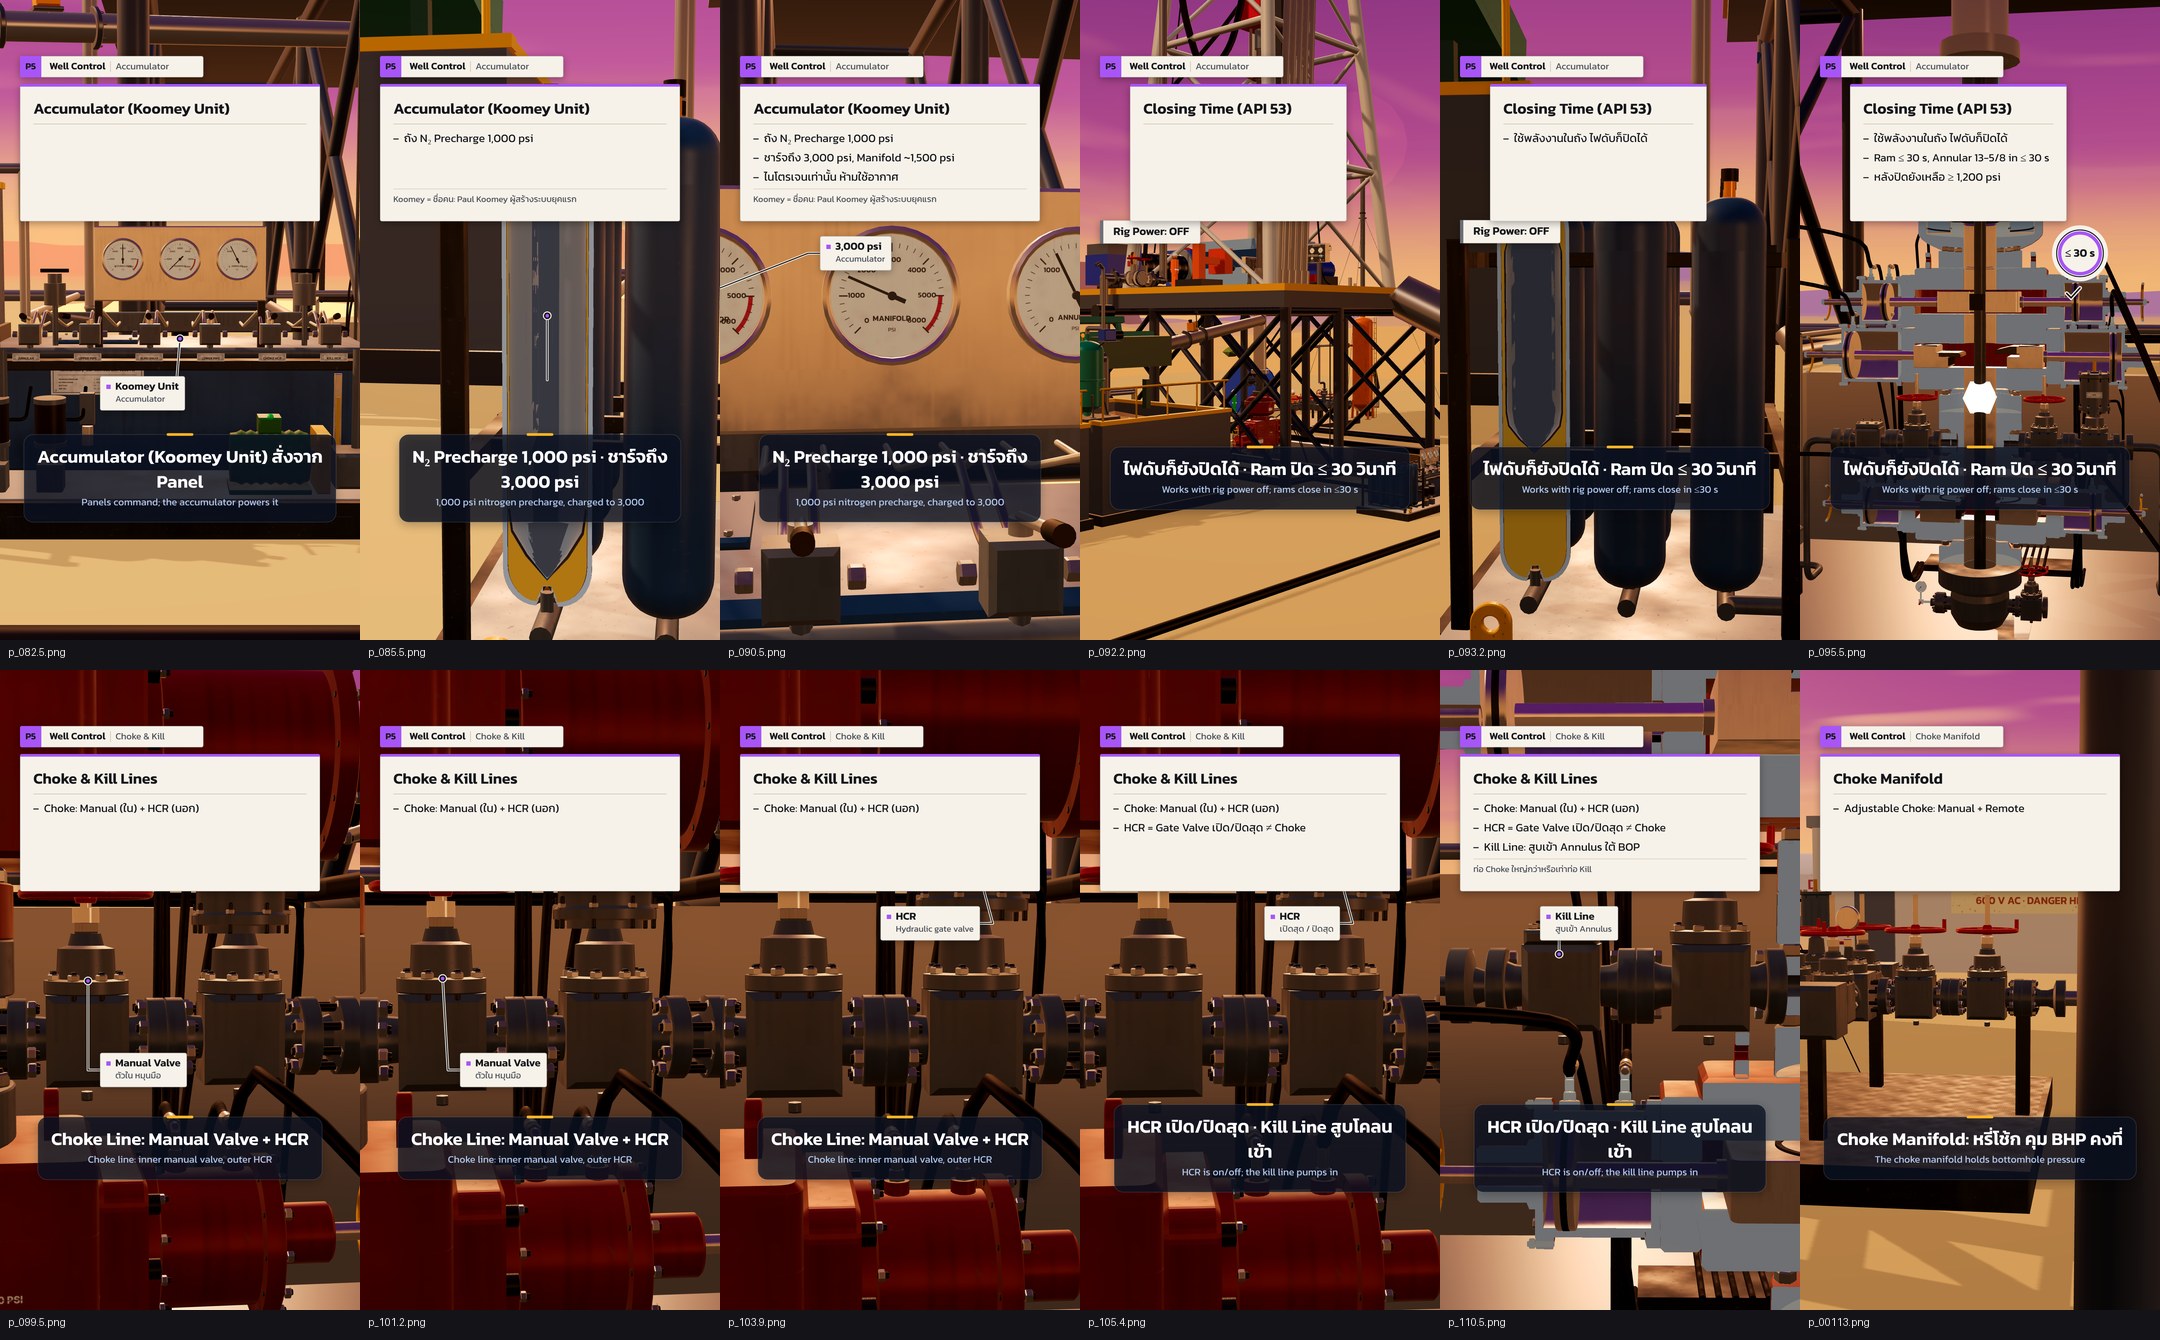 P5 Well Control Accumulator
Accumulator (Koomey Unit)
Koomey Unit
Accumulator
Accumulator (Koomey Unit) สั่งจาก
Panel
Panels command; the accumulator powers it
p_082.5.png
P5 Well Control Accumulator
Accumulator (Koomey Unit)
– ถัง N₂ Precharge 1,000 psi
Koomey = ชื่อคน: Paul Koomey ผู้สร้างระบบยุคแรก
N₂ Precharge 1,000 psi · ชาร์จถึง
3,000 psi
1,000 psi nitrogen precharge, charged to 3,000
p_085.5.png
P5 Well Control Accumulator
Accumulator (Koomey Unit)
– ถัง N₂ Precharge 1,000 psi
– ชาร์จถึง 3,000 psi, Manifold ~1,500 psi
– ไนโตรเจนเท่านั้น ห้ามใช้อากาศ
Koomey = ชื่อคน: Paul Koomey ผู้สร้างระบบยุคแรก
3,000 psi
Accumulator
4000
1000
5000
0 MANIFOLD 6000
PSI
5000
1000
N₂ Precharge 1,000 psi · ชาร์จถึง
3,000 psi
1,000 psi nitrogen precharge, charged to 3,000
p_090.5.png
P5 Well Control Accumulator
Closing Time (API 53)
Rig Power: OFF
ไฟดับก็ยังปิดได้ · Ram ปิด ≤ 30 วินาที
Works with rig power off; rams close in ≤30 s
p_092.2.png
P5 Well Control Accumulator
Closing Time (API 53)
– ใช้พลังงานในถัง ไฟดับก็ปิดได้
Rig Power: OFF
ไฟดับก็ยังปิดได้ · Ram ปิด ≤ 30 วินาที
Works with rig power off; rams close in ≤30 s
p_093.2.png
P5 Well Control Accumulator
Closing Time (API 53)
– ใช้พลังงานในถัง ไฟดับก็ปิดได้
– Ram ≤ 30 s, Annular 13-5/8 in ≤ 30 s
– หลังปิดยังเหลือ ≥ 1,200 psi
≤ 30 s
ไฟดับก็ยังปิดได้ · Ram ปิด ≤ 30 วินาที
Works with rig power off; rams close in ≤30 s
p_095.5.png
P5 Well Control Choke & Kill
Choke & Kill Lines
– Choke: Manual (ใน) + HCR (นอก)
Manual Valve
ตัวใน หมุนมือ
Choke Line: Manual Valve + HCR
Choke line: inner manual valve, outer HCR
0 PSI
p_099.5.png
P5 Well Control Choke & Kill
Choke & Kill Lines
– Choke: Manual (ใน) + HCR (นอก)
Manual Valve
ตัวใน หมุนมือ
Choke Line: Manual Valve + HCR
Choke line: inner manual valve, outer HCR
p_101.2.png
P5 Well Control Choke & Kill
Choke & Kill Lines
– Choke: Manual (ใน) + HCR (นอก)
HCR
Hydraulic gate valve
Choke Line: Manual Valve + HCR
Choke line: inner manual valve, outer HCR
p_103.9.png
P5 Well Control Choke & Kill
Choke & Kill Lines
– Choke: Manual (ใน) + HCR (นอก)
– HCR = Gate Valve เปิด/ปิดสุด ≠ Choke
HCR
เปิดสุด / ปิดสุด
HCR เปิด/ปิดสุด · Kill Line สูบโคลน
เข้า
HCR is on/off; the kill line pumps in
p_105.4.png
P5 Well Control Choke & Kill
Choke & Kill Lines
– Choke: Manual (ใน) + HCR (นอก)
– HCR = Gate Valve เปิด/ปิดสุด ≠ Choke
– Kill Line: สูบเข้า Annulus ใต้ BOP
ท่อ Choke ใหญ่กว่าหรือเท่าท่อ Kill
Kill Line
สูบเข้า Annulus
HCR เปิด/ปิดสุด · Kill Line สูบโคลน
เข้า
HCR is on/off; the kill line pumps in
p_110.5.png
P5 Well Control Choke Manifold
Choke Manifold
– Adjustable Choke: Manual + Remote
600 V AC · DANGER
Choke Manifold: หรี่โช้ก คุม BHP คงที่
The choke manifold holds bottomhole pressure
p_00113.png